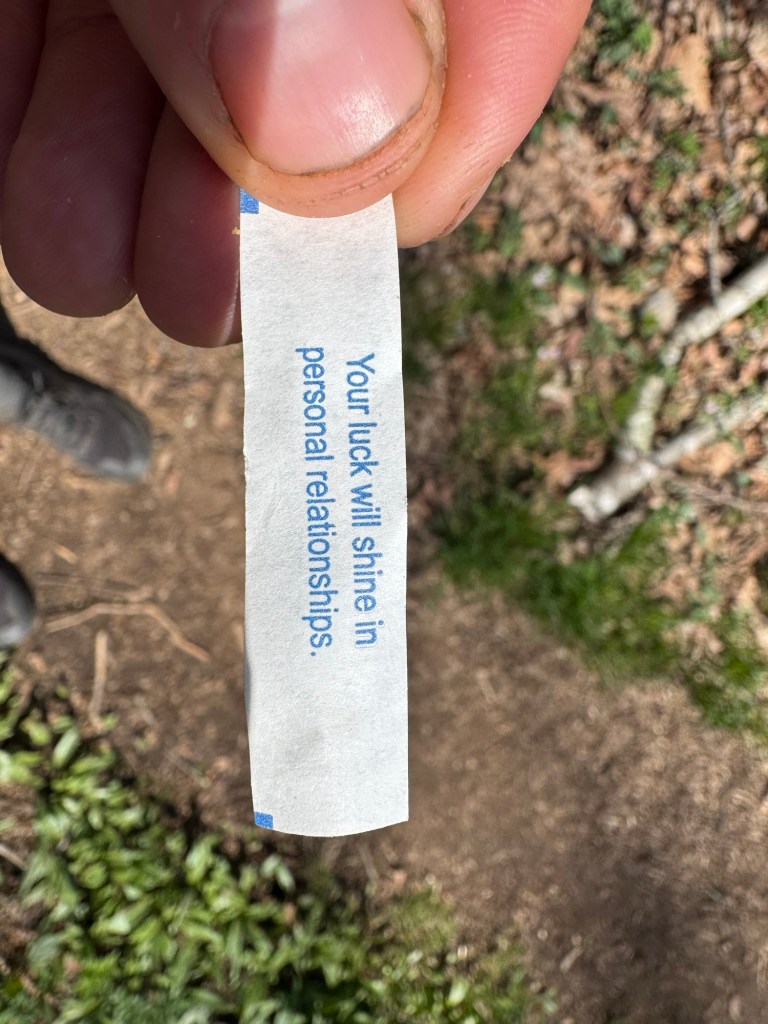 Your luck will shine in
personal relationships.